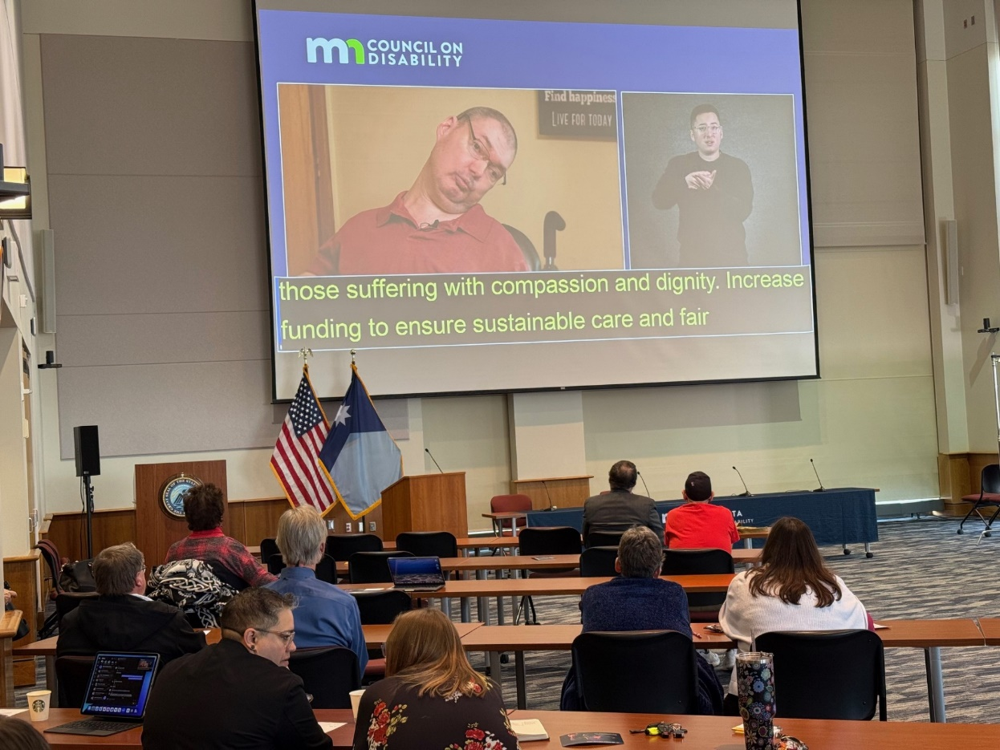 mn COUNCIL ON
DISABILITY
Find happiness
LIVE FOR TODAY
those suffering with compassion and dignity. Increase
funding to ensure sustainable care and fair